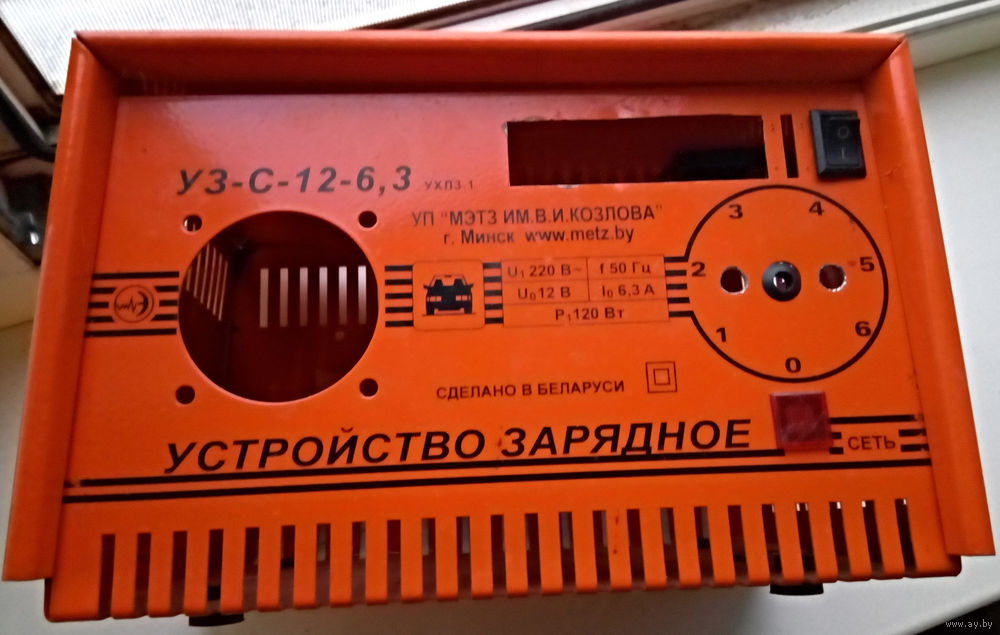 УЗ-С-12-6,3 УХЛ3.1
УП "МЭТЗ ИМ.В.И.КОЗЛОВА"
г. Минск www.metz.by
U1 220 В~ f 50 Гц
U0 12 В I0 6,3 А
P1 120 Вт
0
1
2
3
4
5
6
СДЕЛАНО В БЕЛАРУСИ
УСТРОЙСТВО ЗАРЯДНОЕ
СЕТЬ
www.ay.by